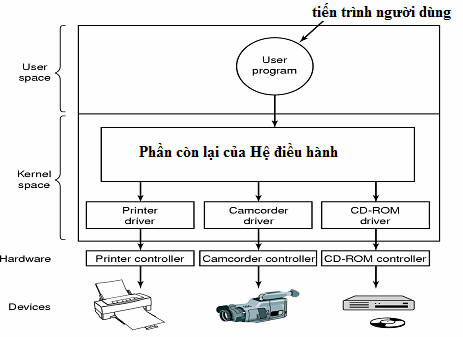 tiến trình người dùng
User
space
User
program
Kernel
space
Phần còn lại của Hệ điều hành
Printer
driver
Camcorder
driver
CD-ROM
driver
Hardware
Printer controller
Camcorder controller
CD-ROM controller
Devices